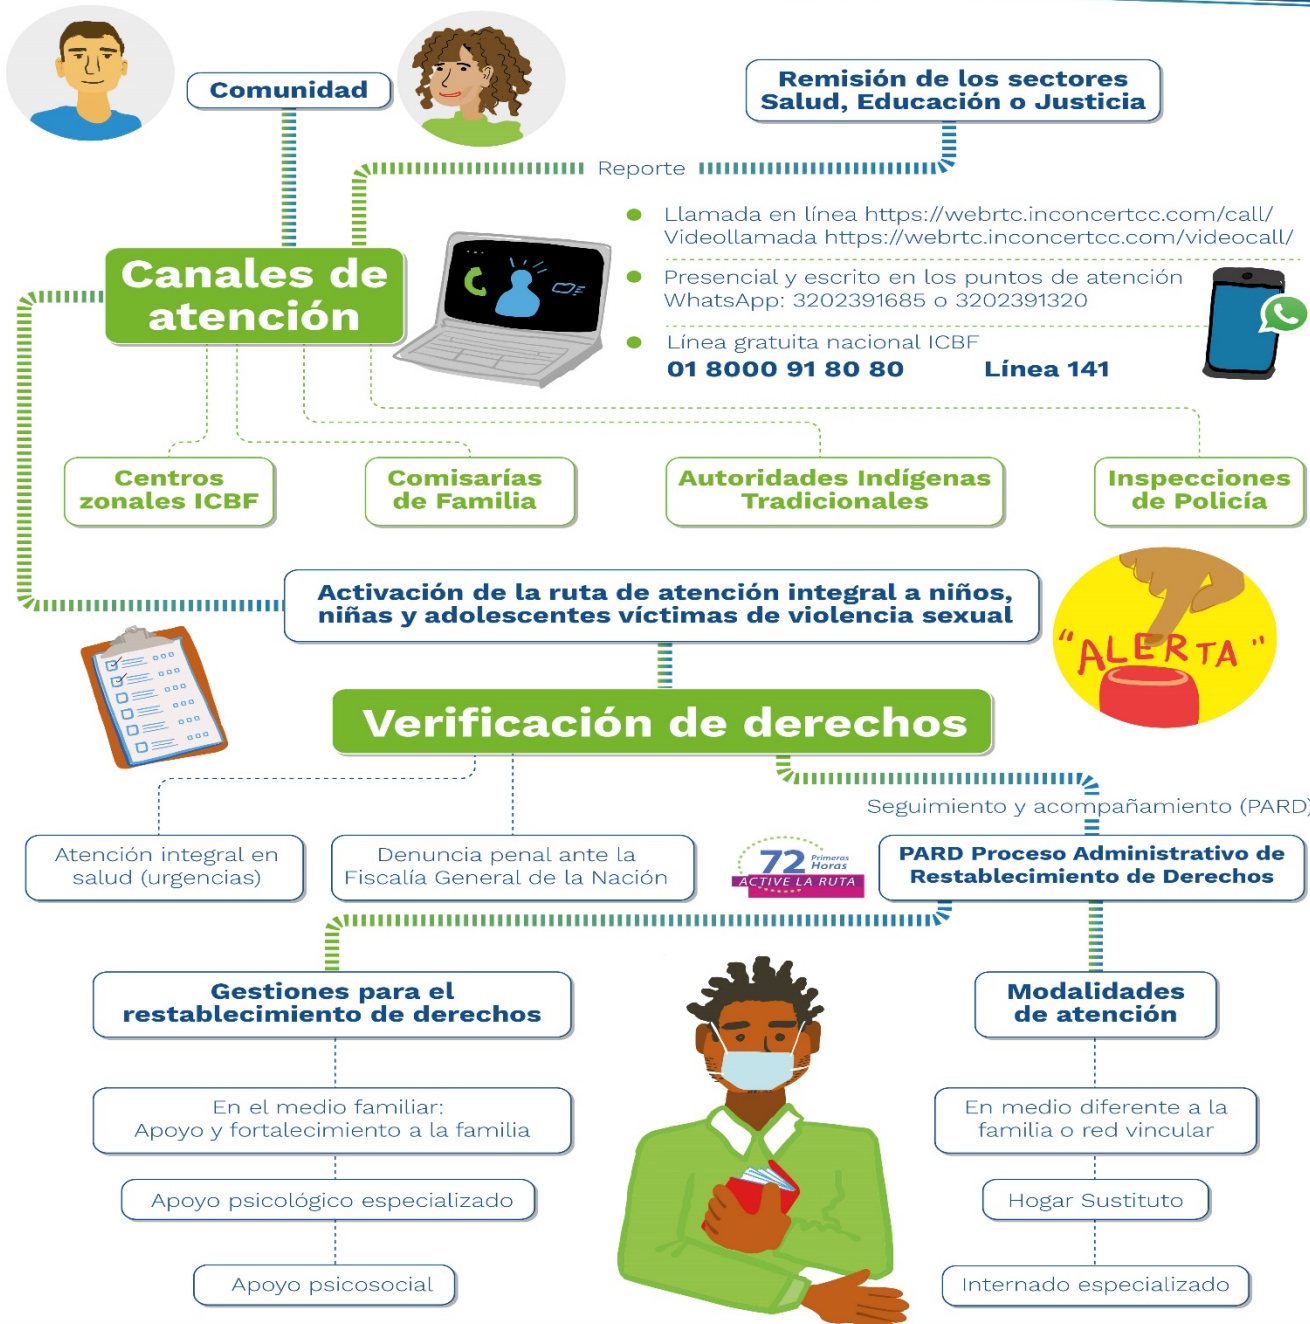 Comunidad
Remisión de los sectores
Salud, Educación o Justicia
Reporte
Llamada en línea https://webrtc.inconcertcc.com/call/
Videollamada https://webrtc.inconcertcc.com/videocall/
Canales de
atención
Presencial y escrito en los puntos de atención
WhatsApp: 3202391685 o 3202391320
Línea gratuita nacional ICBF
01 8000 91 80 80 Línea 141
Centros
zonales ICBF
Comisarías
de Familia
Autoridades Indígenas
Tradicionales
Inspecciones
de Policía
Activación de la ruta de atención integral a niños,
niñas y adolescentes víctimas de violencia sexual
"ALERTA"
Verificación de derechos
Seguimiento y acompañamiento (PARD)
Atención integral en
salud (urgencias)
Denuncia penal ante la
Fiscalía General de la Nación
72 Primeras
Horas
ACTIVE LA RUTA
PARD Proceso Administrativo de
Restablecimiento de Derechos
Gestiones para el
restablecimiento de derechos
Modalidades
de atención
En el medio familiar:
Apoyo y fortalecimiento a la familia
En medio diferente a la
familia o red vincular
Apoyo psicológico especializado
Hogar Sustituto
Apoyo psicosocial
Internado especializado